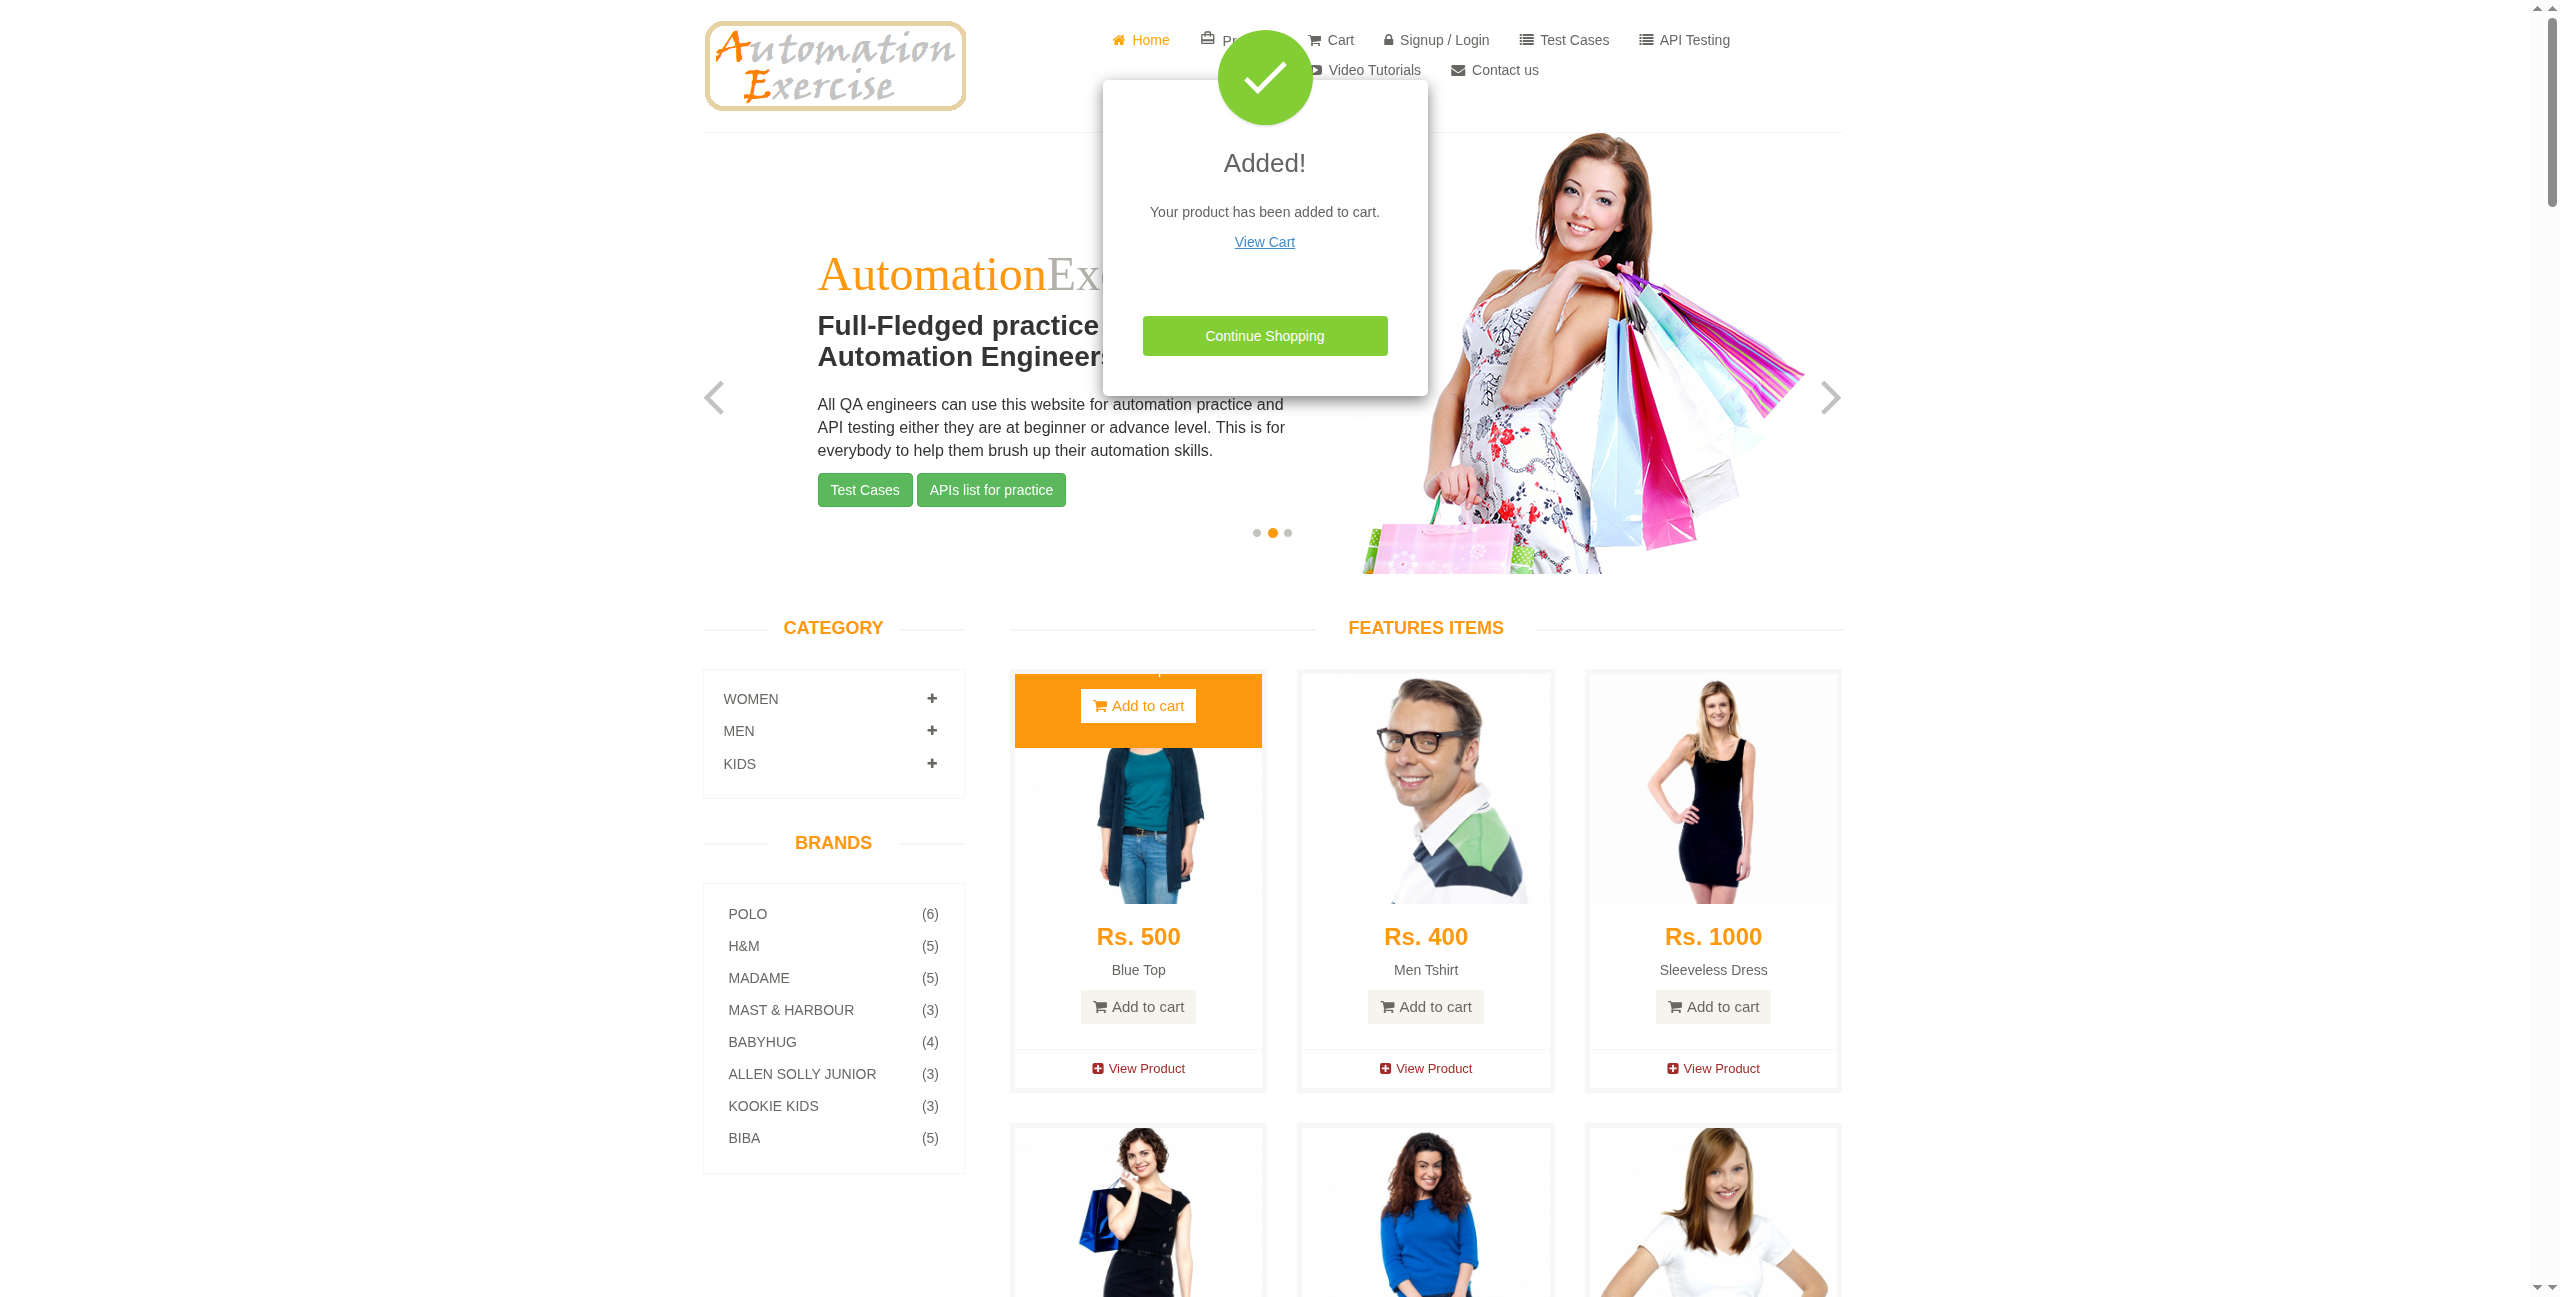 Automation
Exercise
Home
Cart
Signup / Login
Test Cases
API Testing
Video Tutorials
Contact us
Added!
Your product has been added to cart.
View Cart
Continue Shopping
AutomationEx
Full-Fledged practice
Automation Engineers
All QA engineers can use this website for automation practice and
API testing either they are at beginner or advance level. This is for
everybody to help them brush up their automation skills.
Test Cases
APIs list for practice
CATEGORY
WOMEN
MEN
KIDS
BRANDS
POLO (6)
H&M (5)
MADAME (5)
MAST & HARBOUR (3)
BABYHUG (4)
ALLEN SOLLY JUNIOR (3)
KOOKIE KIDS (3)
BIBA (5)
FEATURES ITEMS
Add to cart
Rs. 500
Blue Top
Add to cart
View Product
Rs. 400
Men Tshirt
Add to cart
View Product
Rs. 1000
Sleeveless Dress
Add to cart
View Product